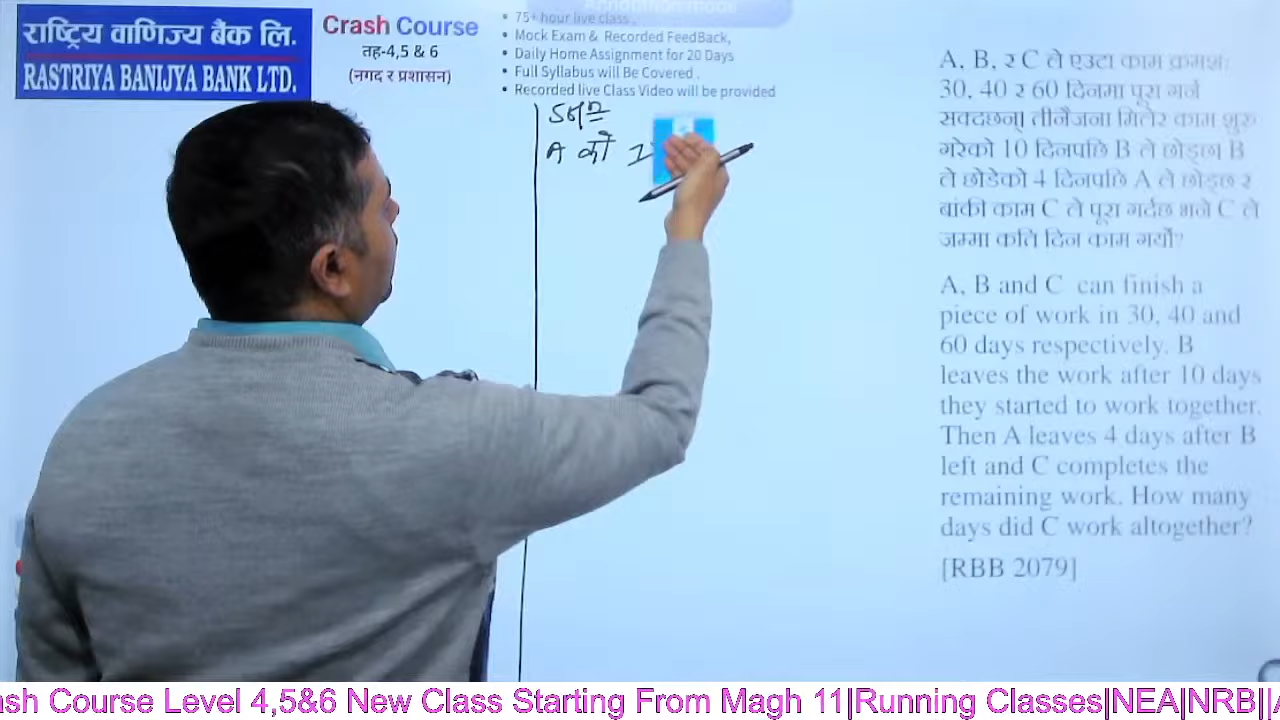 राष्ट्रिय वाणिज्य बैंक लि.
RASTRIYA BANIJYA BANK LTD.
Crash Course
तह-4,5 & 6
(नगद र प्रशासन)
• 75+ hour live class .
• Mock Exam & Recorded FeedBack,
• Daily Home Assignment for 20 Days
• Full Syllabus will Be Covered .
• Recorded live Class Video will be provided
A को
A, B, र C ले एउटा काम क्रमशः
30, 40 र 60 दिनमा पूरा गर्न
सक्दछन्। तीनैजना मिलेर काम शुरु
गरेको 10 दिनपछि B ले छोड्छ। B
ले छोडेको 4 दिनपछि A ले छोड्छ र
बांकी काम C ले पूरा गर्दछ भने C ले
जम्मा कति दिन काम गर्यो?
A, B and C can finish a
piece of work in 30, 40 and
60 days respectively. B
leaves the work after 10 days
they started to work together.
Then A leaves 4 days after B
left and C completes the
remaining work. How many
days did C work altogether?
[RBB 2079]
ash Course Level 4,5&6 New Class Starting From Magh 11|Running Classes|NEA|NRB||